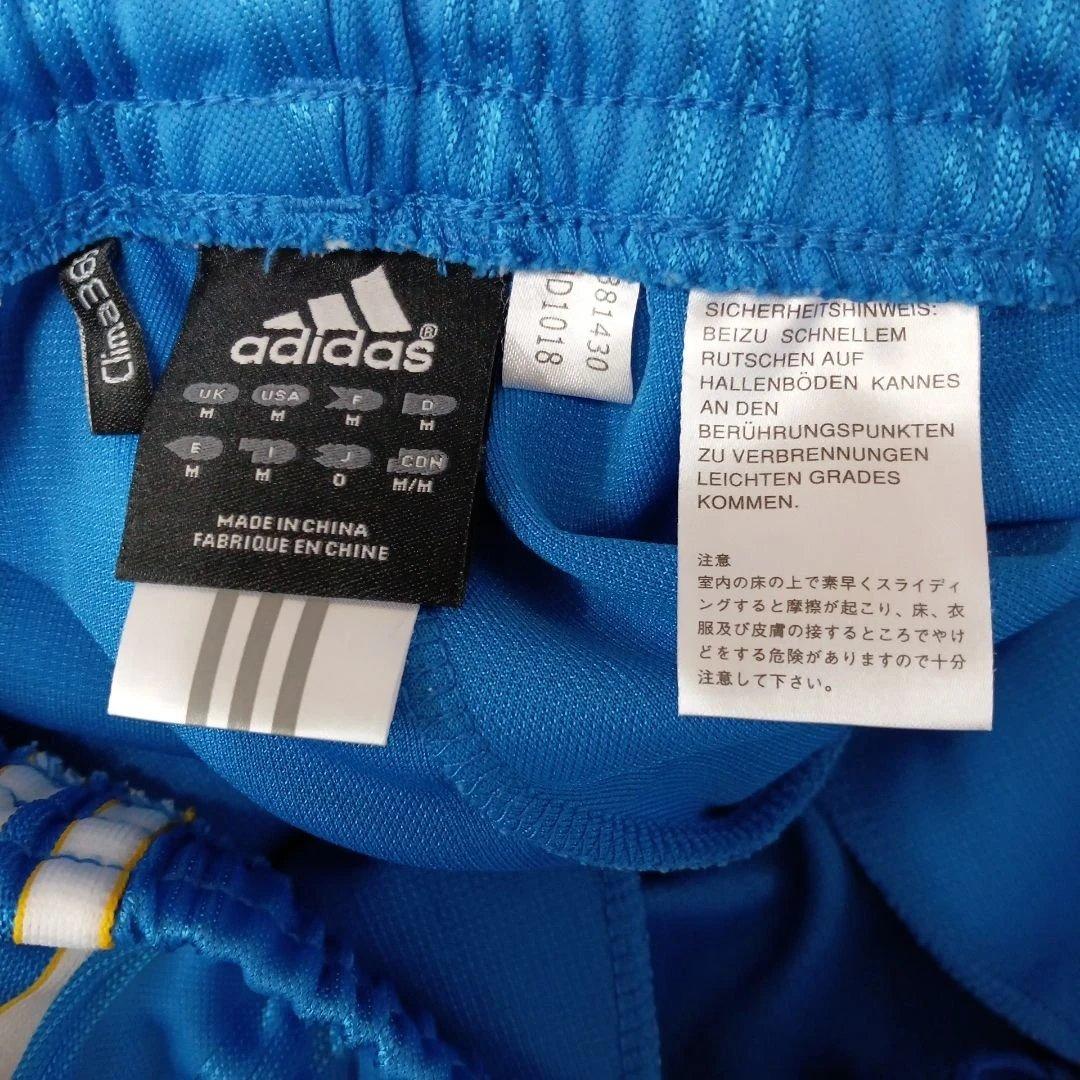 Clima
adidas®
UK USA F D
M M M M
E I J CON
M M O M/M
MADE IN CHINA
FABRIQUE EN CHINE
381430
D1018
SICHERHEITSHINWEIS:
BEIZU SCHNELLEM
RUTSCHEN AUF
HALLENBÖDEN KANNES
AN DEN
BERÜHRUNGSPUNKTEN
ZU VERBRENNUNGEN
LEICHTEN GRADES
KOMMEN.
注意
室内の床の上で素早くスライディ
ングすると摩擦が起こり、床、衣
服及び皮膚の接するところでやけ
どをする危険がありますので十分
注意して下さい。